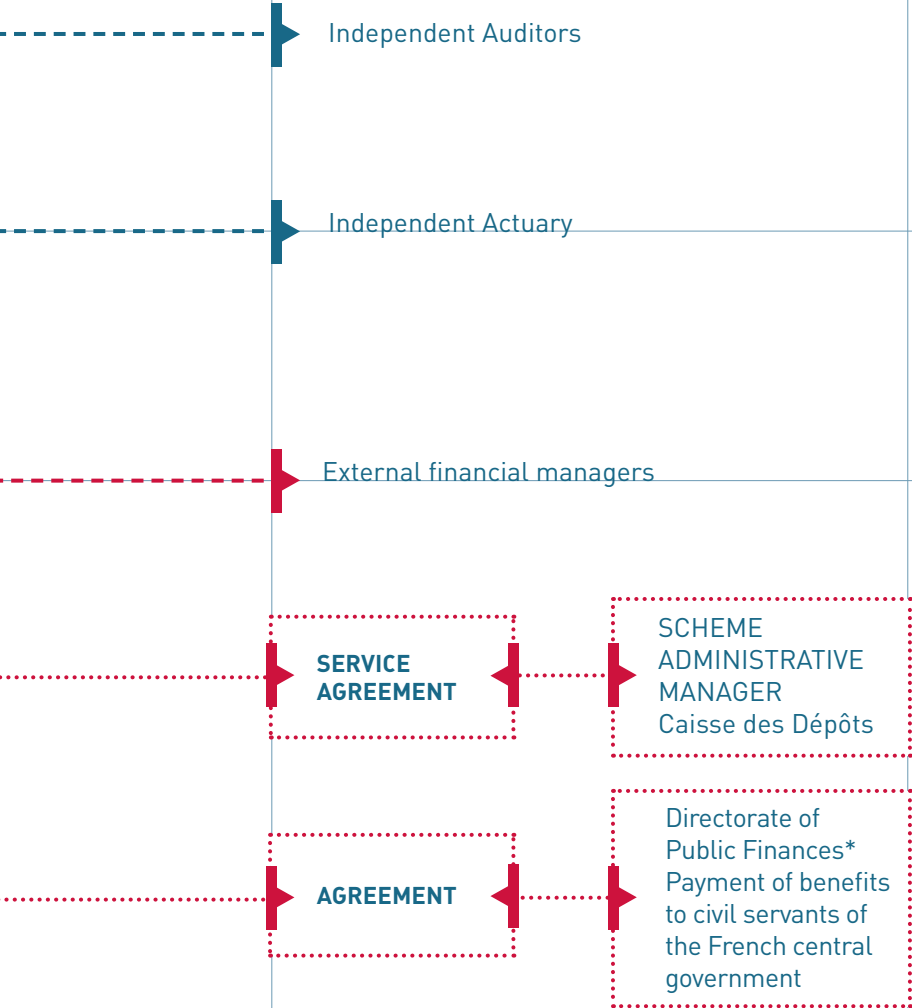 Independent Auditors
Independent Actuary
External financial managers
SERVICE
AGREEMENT
SCHEME
ADMINISTRATIVE
MANAGER
Caisse des Dépôts
AGREEMENT
Directorate of
Public Finances*
Payment of benefits
to civil servants of
the French central
government